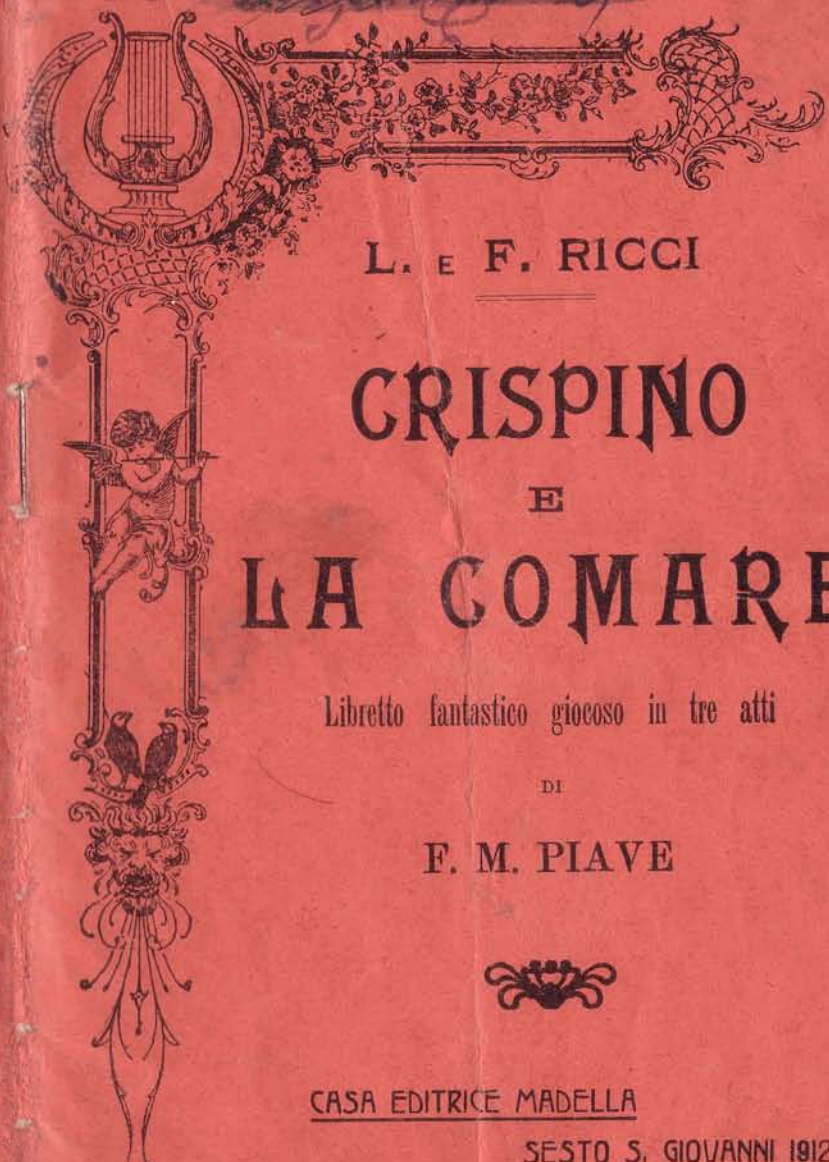 L. E F. RICCI
CRISPINO
E
LA COMARE
Libretto fantastico giocoso in tre atti
DI
F. M. PIAVE
CASA EDITRICE MADELLA
SESTO S. GIOVANNI 1912